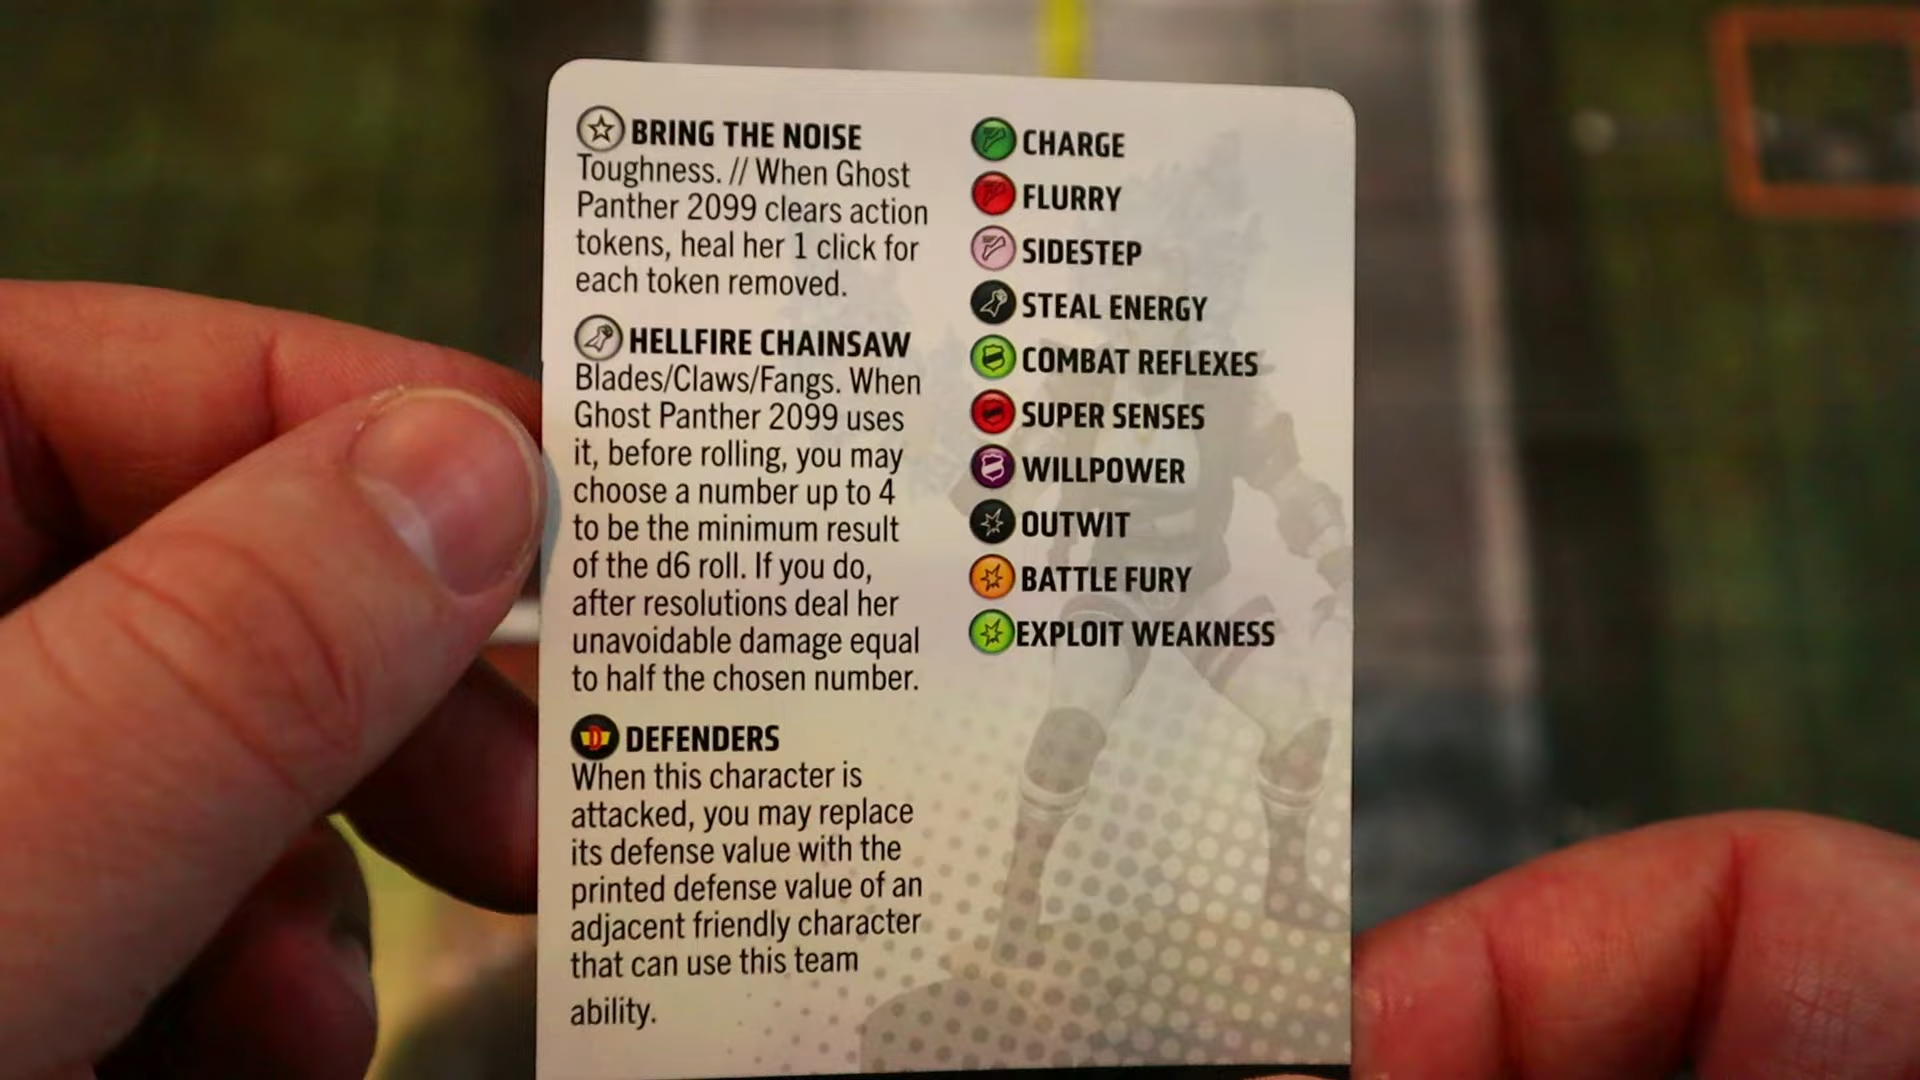 BRING THE NOISE
Toughness. // When Ghost
Panther 2099 clears action
tokens, heal her 1 click for
each token removed.
HELLFIRE CHAINSAW
Blades/Claws/Fangs. When
Ghost Panther 2099 uses
it, before rolling, you may
choose a number up to 4
to be the minimum result
of the d6 roll. If you do,
after resolutions deal her
unavoidable damage equal
to half the chosen number.
D DEFENDERS
When this character is
attacked, you may replace
its defense value with the
printed defense value of an
adjacent friendly character
that can use this team
ability.
CHARGE
FLURRY
SIDESTEP
STEAL ENERGY
COMBAT REFLEXES
SUPER SENSES
WILLPOWER
OUTWIT
BATTLE FURY
EXPLOIT WEAKNESS